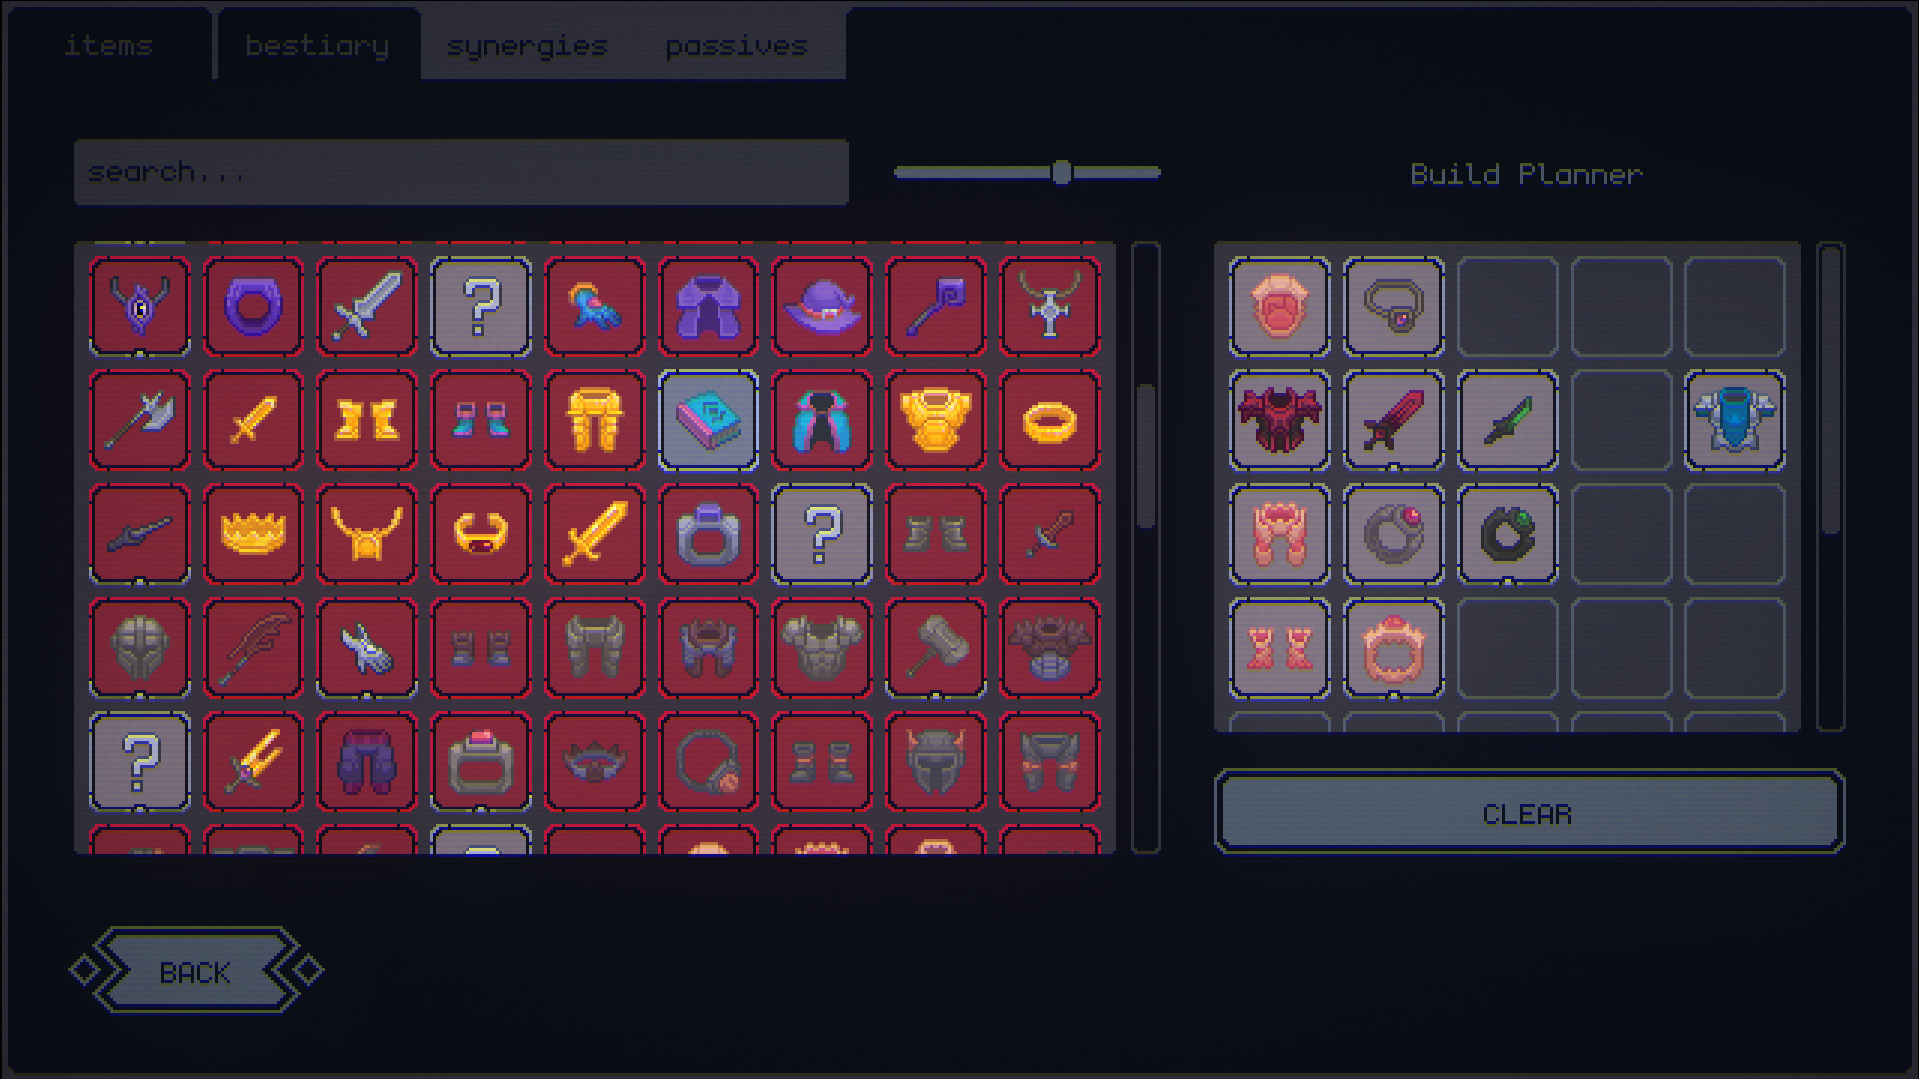 items
bestiary
synergies
passives
search...
Build Planner
?
?
?
CLEAR
BACK